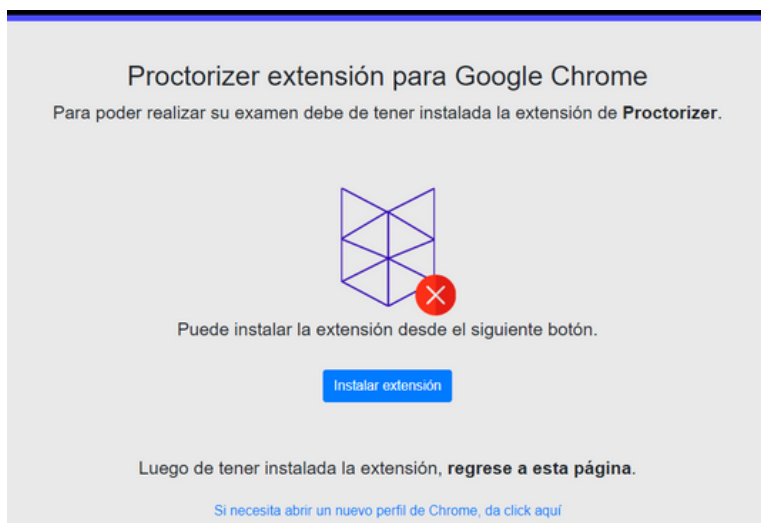 Proctorizer extensión para Google Chrome
Para poder realizar su examen debe de tener instalada la extensión de Proctorizer.
Puede instalar la extensión desde el siguiente botón.
Instalar extensión
Luego de tener instalada la extensión, regrese a esta página.
Si necesita abrir un nuevo perfil de Chrome, da click aquí